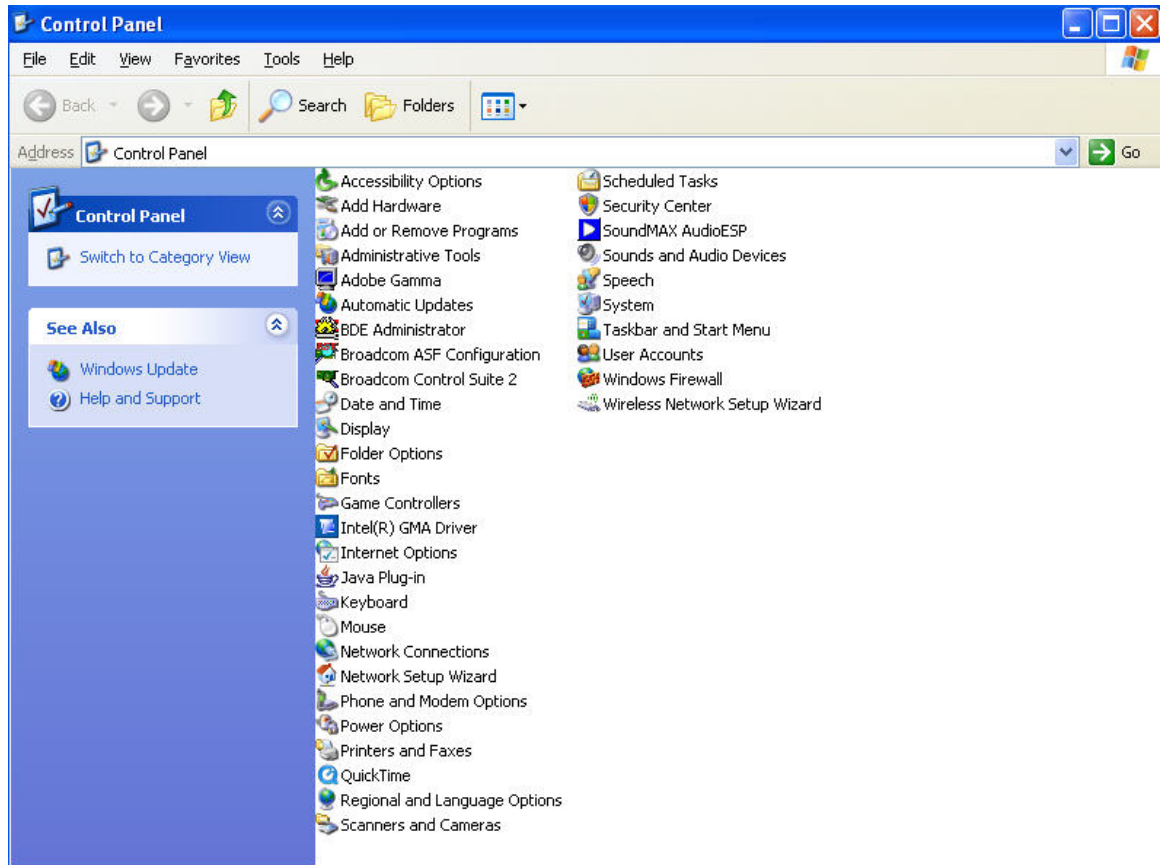 Control Panel
File Edit View Favorites Tools Help
Back Search Folders
Address Control Panel Go
Control Panel
Switch to Category View
See Also
Windows Update
Help and Support
Accessibility Options
Add Hardware
Add or Remove Programs
Administrative Tools
Adobe Gamma
Automatic Updates
BDE Administrator
Broadcom ASF Configuration
Broadcom Control Suite 2
Date and Time
Display
Folder Options
Fonts
Game Controllers
Intel(R) GMA Driver
Internet Options
Java Plug-in
Keyboard
Mouse
Network Connections
Network Setup Wizard
Phone and Modem Options
Power Options
Printers and Faxes
QuickTime
Regional and Language Options
Scanners and Cameras
Scheduled Tasks
Security Center
SoundMAX AudioESP
Sounds and Audio Devices
Speech
System
Taskbar and Start Menu
User Accounts
Windows Firewall
Wireless Network Setup Wizard